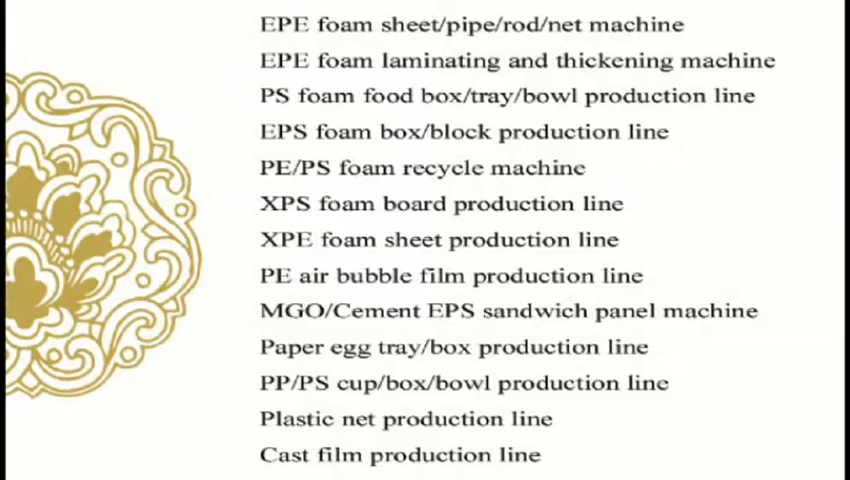 EPE foam sheet/pipe/rod/net machine
EPE foam laminating and thickening machine
PS foam food box/tray/bowl production line
EPS foam box/block production line
PE/PS foam recycle machine
XPS foam board production line
XPE foam sheet production line
PE air bubble film production line
MGO/Cement EPS sandwich panel machine
Paper egg tray/box production line
PP/PS cup/box/bowl production line
Plastic net production line
Cast film production line